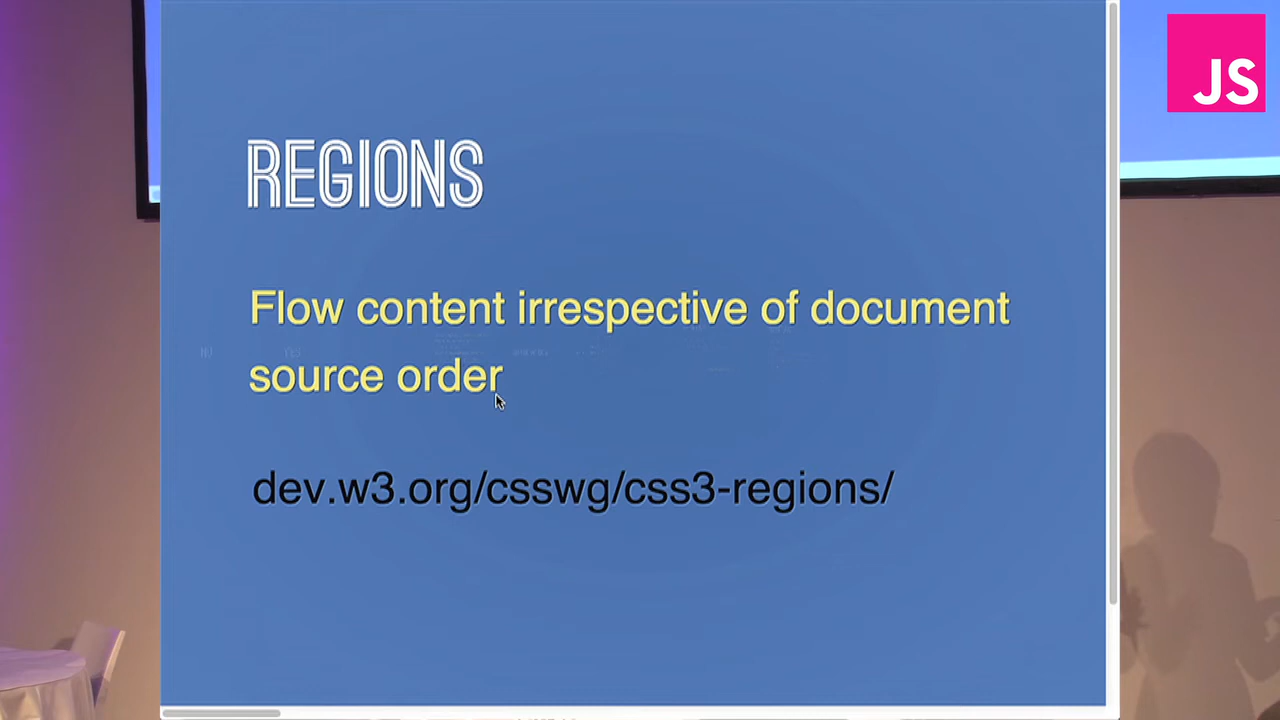 JS
REGIONS
Flow content irrespective of document
source order
dev.w3.org/csswg/css3-regions/